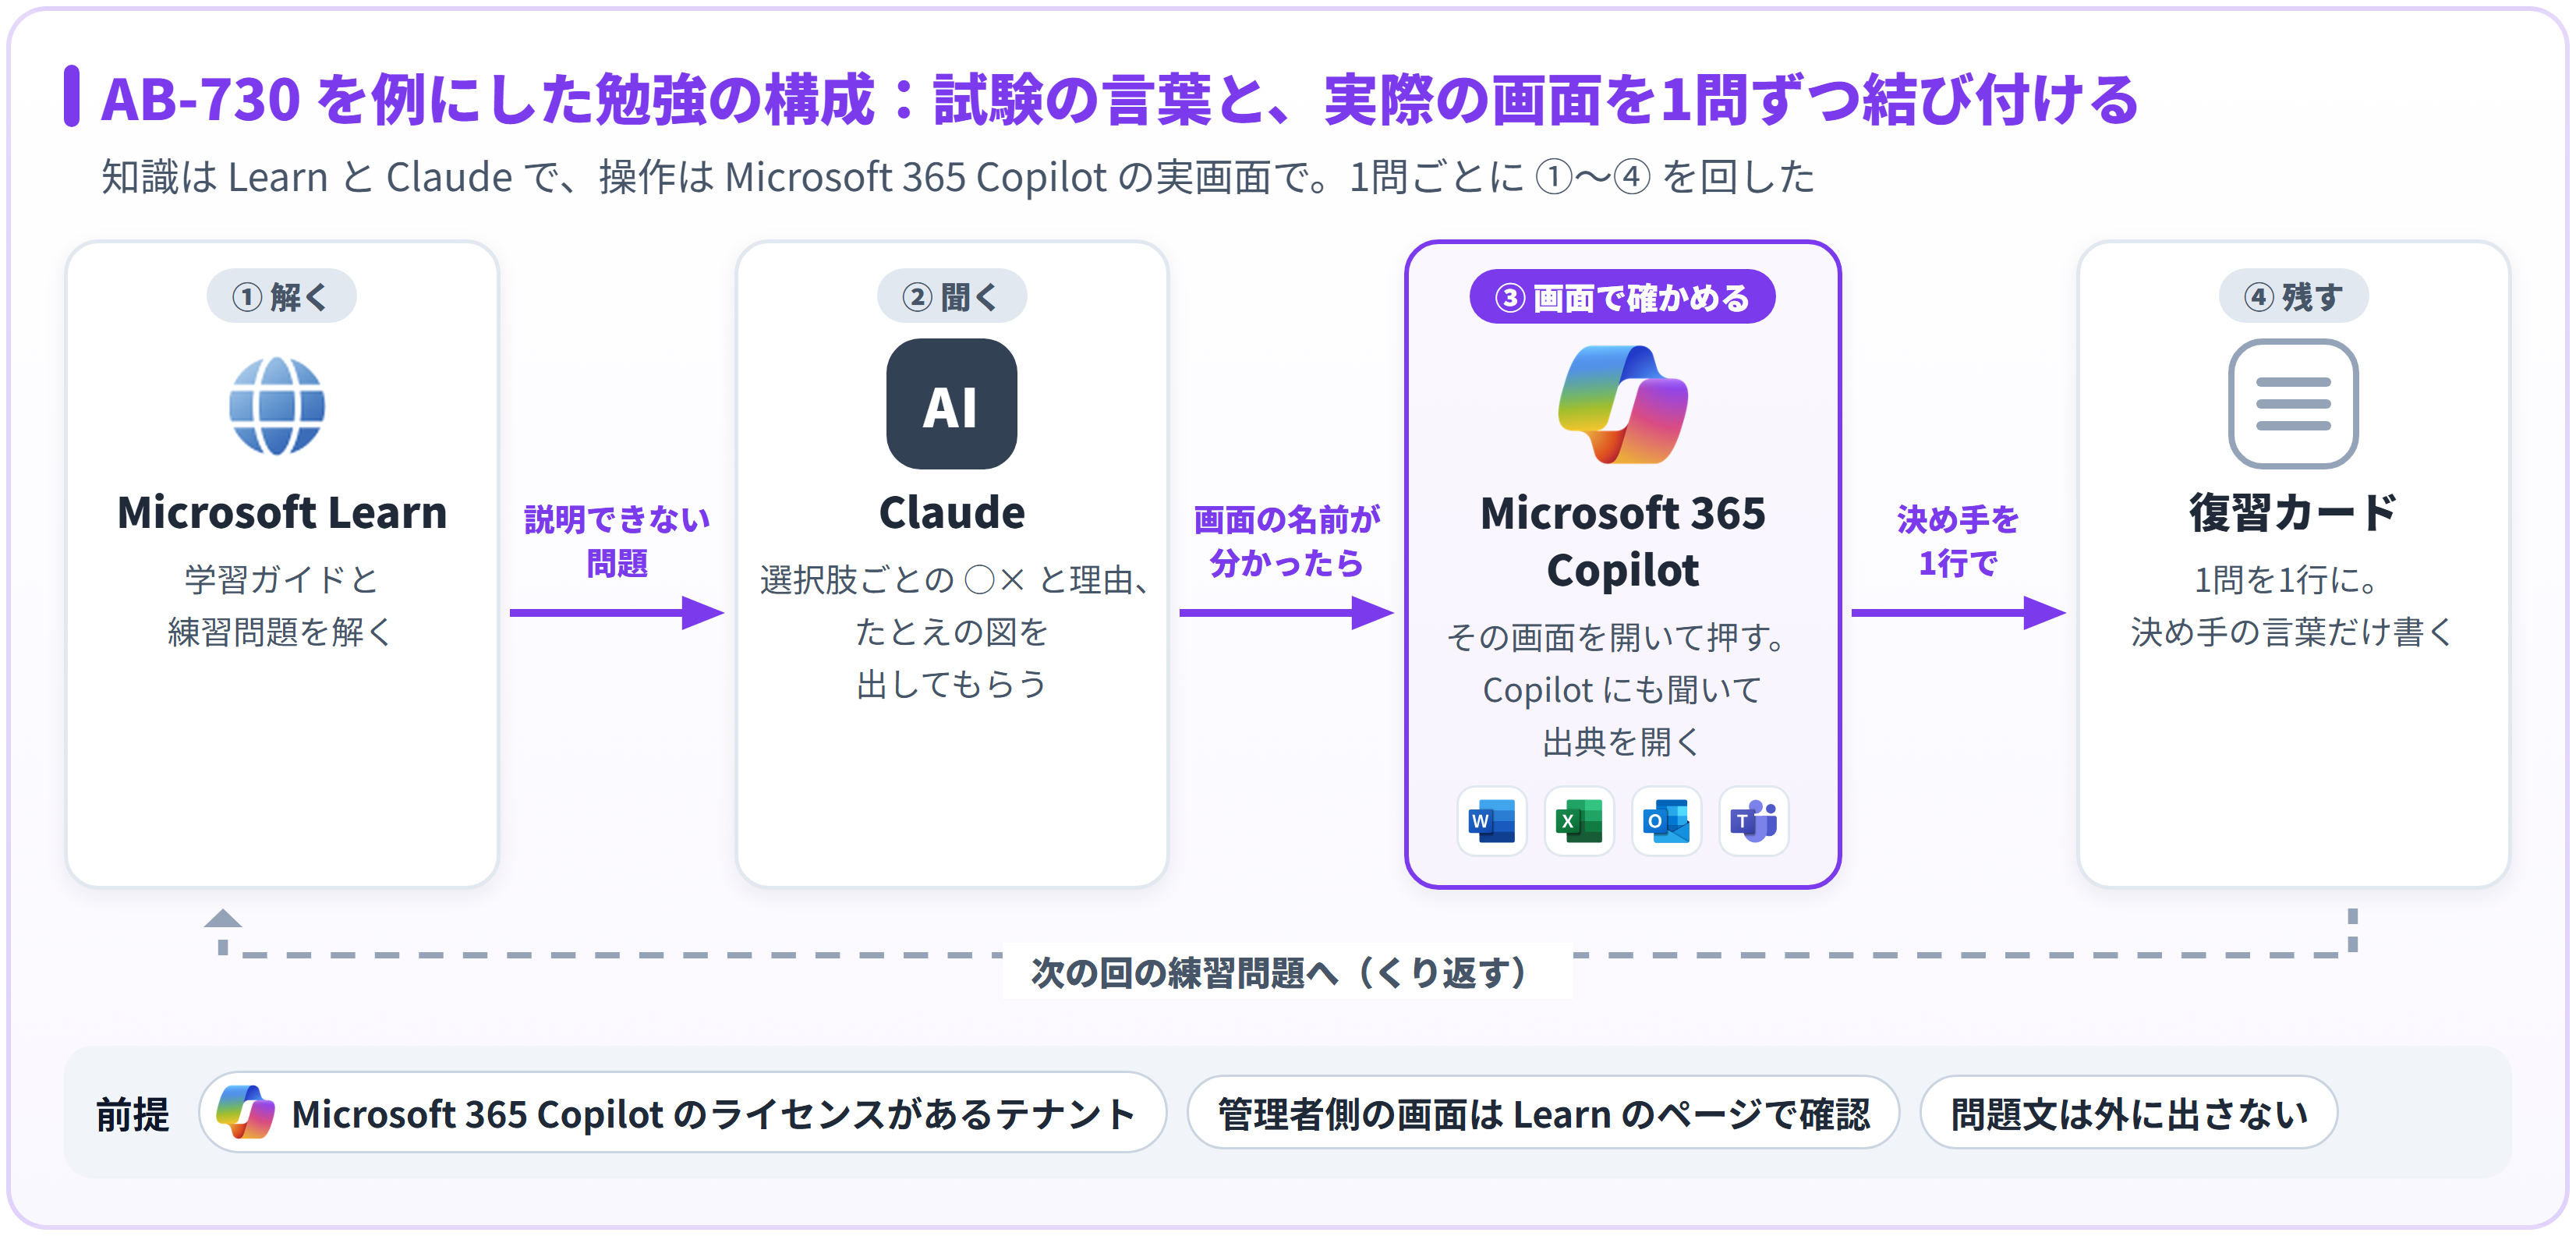 AB-730 を例にした勉強の構成：試験の言葉と、実際の画面を1問ずつ結び付ける
知識は Learn と Claude で、操作は Microsoft 365 Copilot の実画面で。1問ごとに ①〜④ を回した
① 解く
Microsoft Learn
学習ガイドと
練習問題を解く
説明できない
問題
② 聞く
AI
Claude
選択肢ごとの ○× と理由、
たとえの図を
出してもらう
画面の名前が
分かったら
③ 画面で確かめる
Microsoft 365
Copilot
その画面を開いて押す。
Copilot にも聞いて
出典を開く
W X O T
決め手を
1行で
④ 残す
復習カード
1問を1行に。
決め手の言葉だけ書く
次の回の練習問題へ（くり返す）
前提
Microsoft 365 Copilot のライセンスがあるテナント
管理者側の画面は Learn のページで確認
問題文は外に出さない